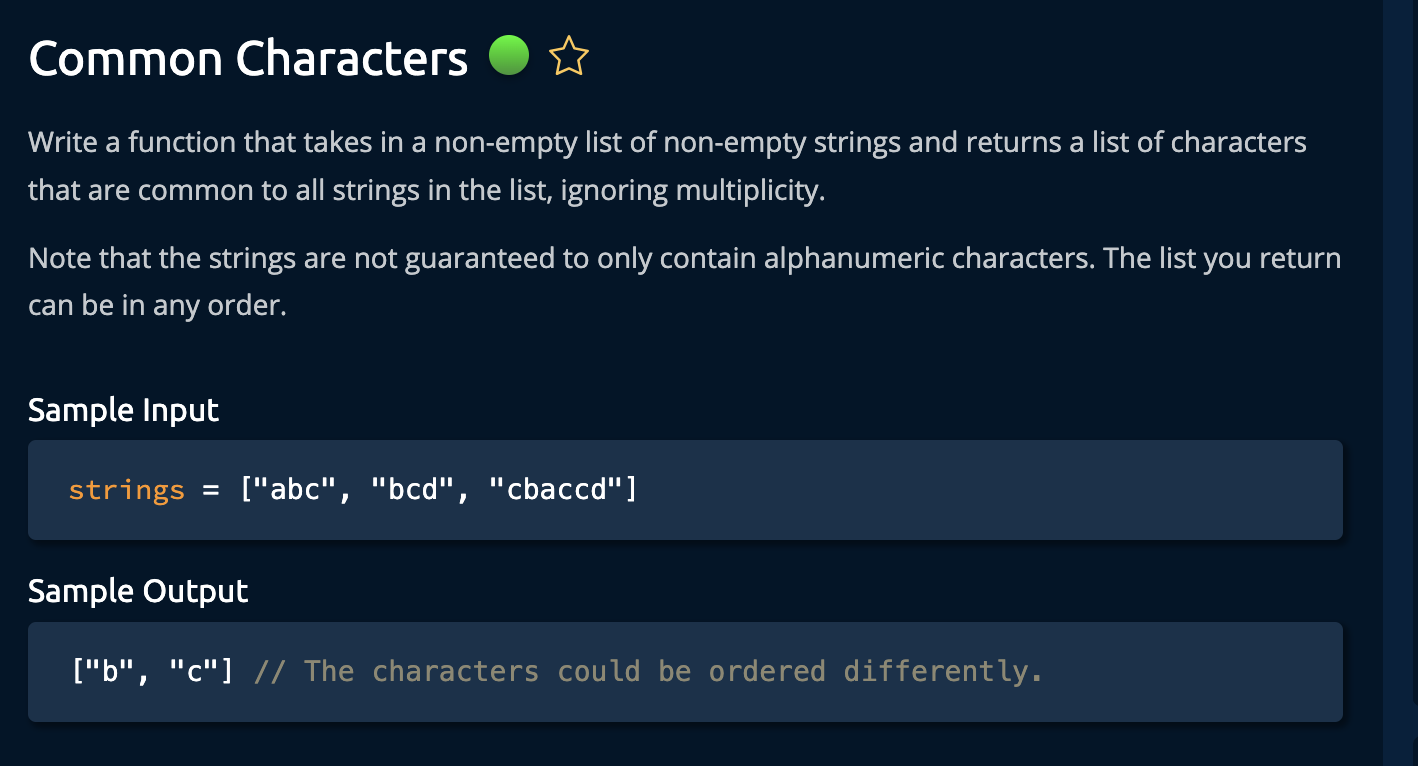 Common Characters
Write a function that takes in a non-empty list of non-empty strings and returns a list of characters
that are common to all strings in the list, ignoring multiplicity.
Note that the strings are not guaranteed to only contain alphanumeric characters. The list you return
can be in any order.
Sample Input
strings = ["abc", "bcd", "cbaccd"]
Sample Output
["b", "c"] // The characters could be ordered differently.